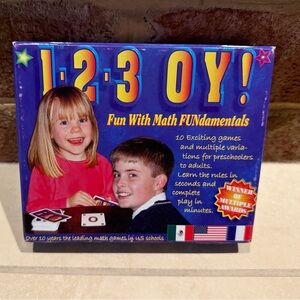 1·2·3 OY!
Fun With Math FUNdamentals
10 Exciting games
and multiple varia-
tions for preschoolers
to adults.
Learn the rules in
seconds and
complete
play in
minutes.
WINNER
OF
MULTIPLE
AWARDS
Over 10 years the leading math games in U.S schools